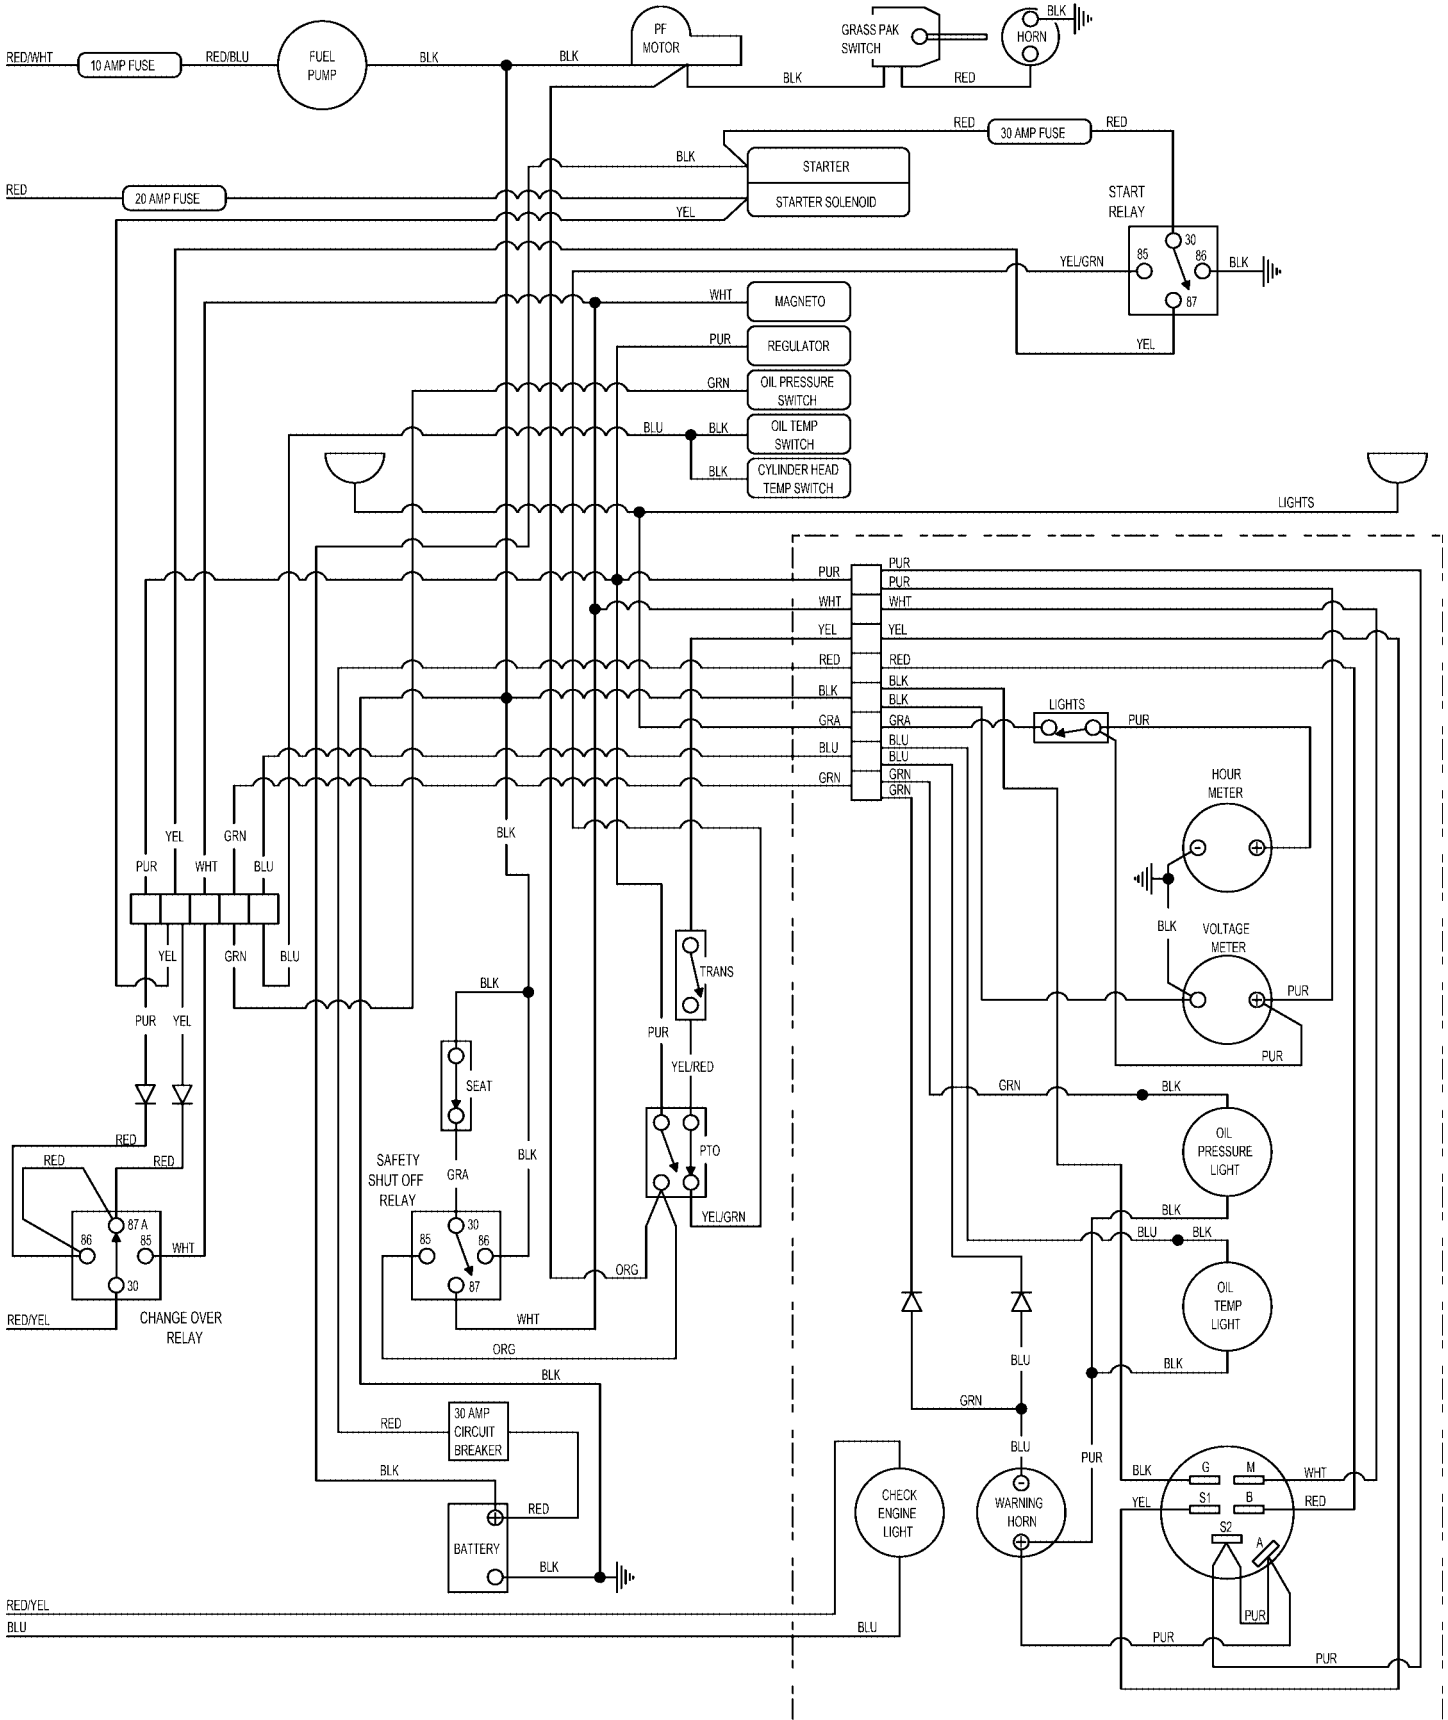 RED/WHT
10 AMP FUSE
RED/BLU
FUEL
PUMP
BLK
BLK
PF
MOTOR
BLK
GRASS PAK
SWITCH
RED
HORN
BLK
RED
30 AMP FUSE
RED
BLK
STARTER
RED
20 AMP FUSE
STARTER SOLENOID
YEL
START
RELAY
30
85
86
87
YEL/GRN
BLK
YEL
WHT
MAGNETO
PUR
REGULATOR
GRN
OIL PRESSURE
SWITCH
BLU
BLK
OIL TEMP
SWITCH
BLK
CYLINDER HEAD
TEMP SWITCH
LIGHTS
PUR
PUR
PUR
WHT
WHT
YEL
YEL
RED
RED
BLK
BLK
BLK
GRA
GRA
BLU
BLU
BLU
GRN
GRN
GRN
LIGHTS
PUR
HOUR
METER
BLK
VOLTAGE
METER
PUR
PUR
PUR
YEL
WHT
GRN
BLU
BLK
YEL
GRN
BLU
PUR
YEL
BLK
SEAT
GRA
BLK
PUR
TRANS
YEL/RED
PTO
YEL/GRN
ORG
RED
RED
RED
87 A
86
85
30
WHT
RED/YEL
CHANGE OVER
RELAY
SAFETY
SHUT OFF
RELAY
30
85
86
87
WHT
ORG
BLK
RED
30 AMP
CIRCUIT
BREAKER
BLK
RED
BATTERY
BLK
GRN
BLK
OIL
PRESSURE
LIGHT
BLK
BLU
BLK
OIL
TEMP
LIGHT
BLK
BLU
GRN
BLU
PUR
CHECK
ENGINE
LIGHT
WARNING
HORN
BLK
G
M
WHT
YEL
S1
B
RED
S2
A
PUR
PUR
PUR
RED/YEL
BLU
BLU